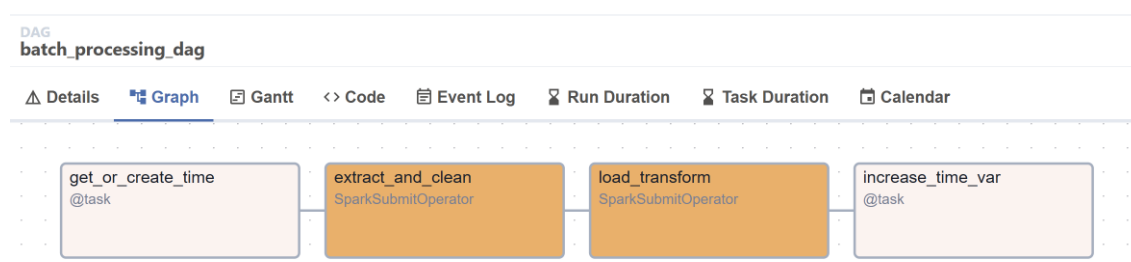 DAG
batch_processing_dag
Details Graph Gantt <> Code Event Log Run Duration Task Duration Calendar
get_or_create_time
@task
extract_and_clean
SparkSubmitOperator
load_transform
SparkSubmitOperator
increase_time_var
@task